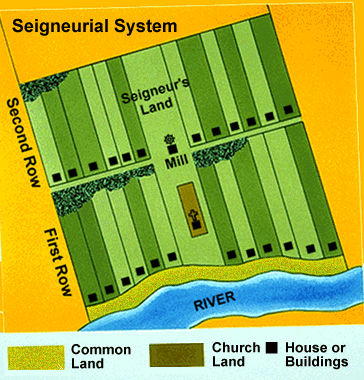 Seigneurial System
Second Row
Seigneur's
Land
Mill
First Row
RIVER
Common
Land
Church
Land
House or
Buildings